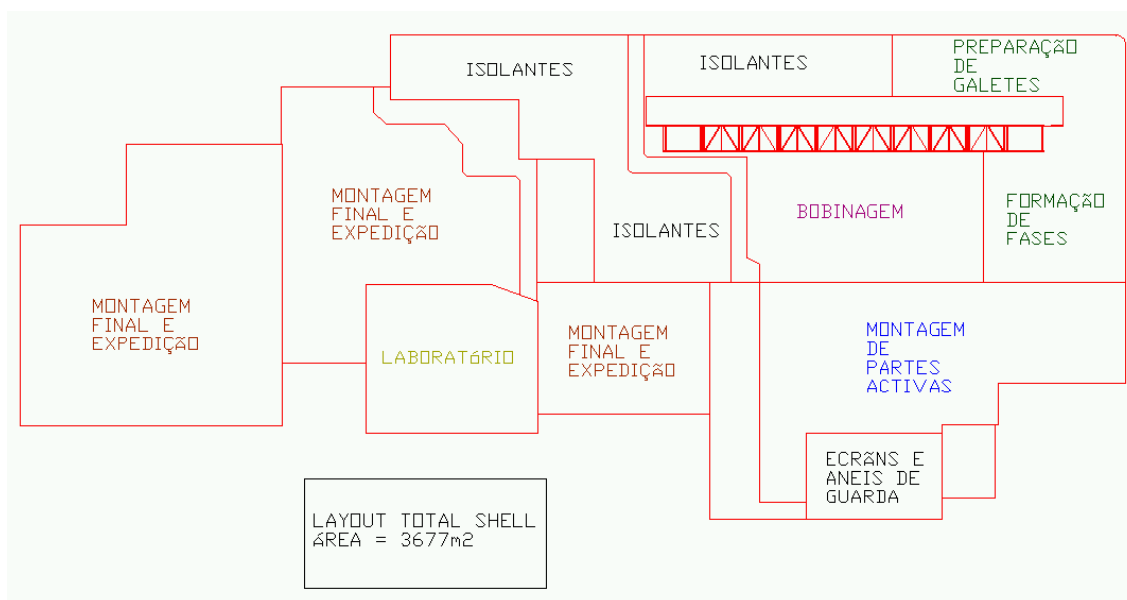 ISOLANTES
ISOLANTES
PREPARAÇÃO
DE
GALETES
MONTAGEM
FINAL E
EXPEDIÇÃO
ISOLANTES
BOBINAGEM
FORMAÇÃO
DE
FASES
MONTAGEM
FINAL E
EXPEDIÇÃO
LABORATÓRIO
MONTAGEM
FINAL E
EXPEDIÇÃO
MONTAGEM
DE
PARTES
ACTIVAS
ECRÃNS E
ANEIS DE
GUARDA
LAYOUT TOTAL SHELL
ÁREA = 3677m2